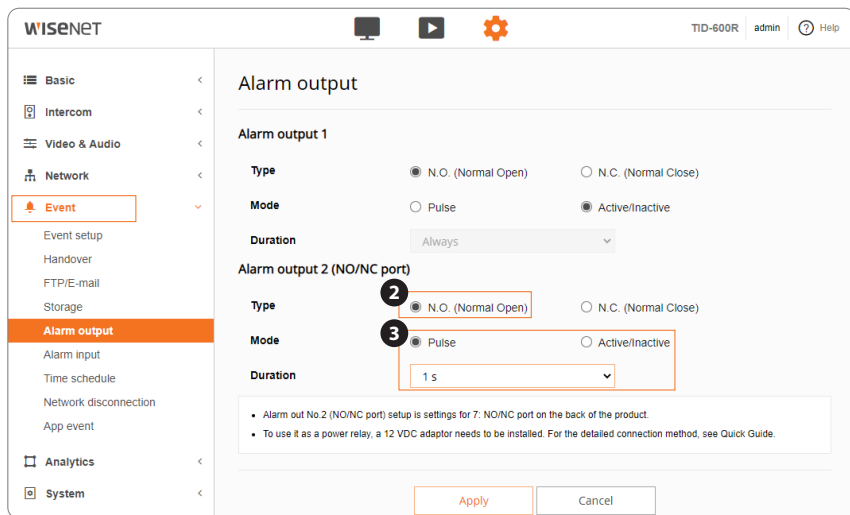 WISENET
TID-600R admin ? Help
Basic
Intercom
Video & Audio
Network
Event
Event setup
Handover
FTP/E-mail
Storage
Alarm output
Alarm input
Time schedule
Network disconnection
App event
Analytics
System
Alarm output
Alarm output 1
Type N.O. (Normal Open) N.C. (Normal Close)
Mode Pulse Active/Inactive
Duration Always
Alarm output 2 (NO/NC port)
2
Type N.O. (Normal Open) N.C. (Normal Close)
3
Mode Pulse Active/Inactive
Duration 1 s
• Alarm out No.2 (NO/NC port) setup is settings for 7: NO/NC port on the back of the product.
• To use it as a power relay, a 12 VDC adaptor needs to be installed. For the detailed connection method, see Quick Guide.
Apply Cancel